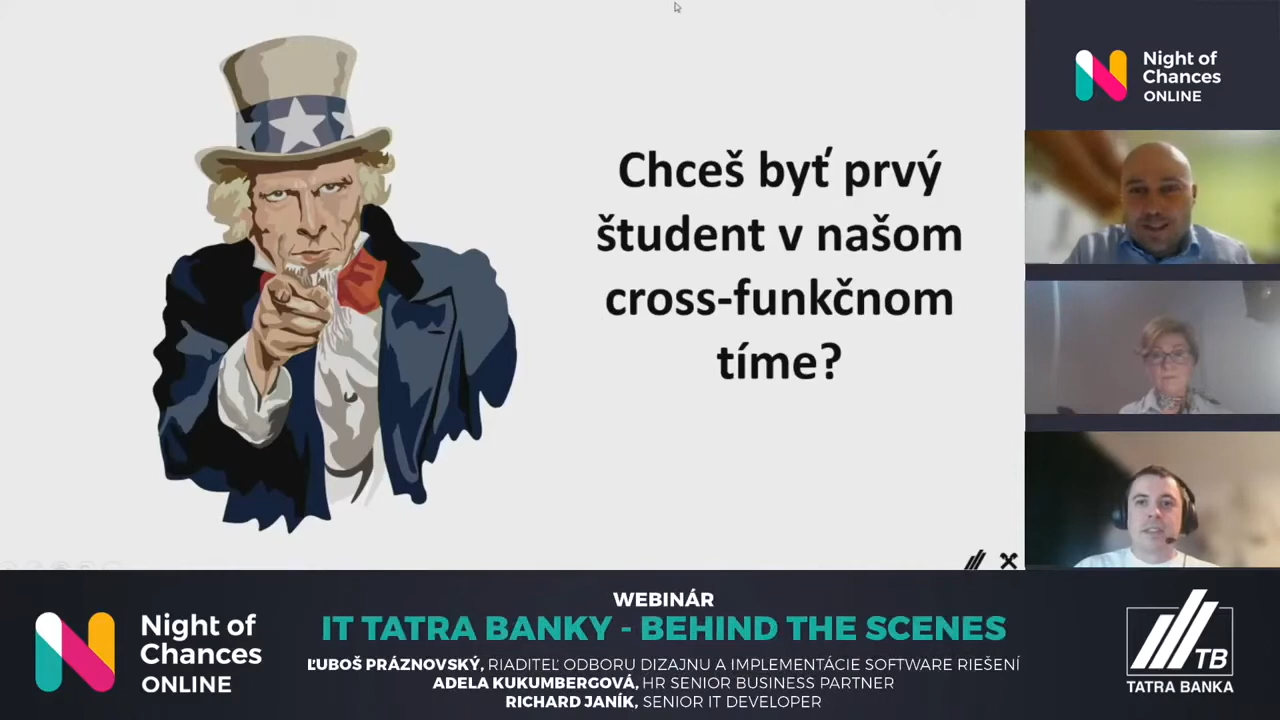 Chceš byť prvý
študent v našom
cross-funkčnom
tíme?
Night of
Chances
ONLINE
Night of
Chances
ONLINE
WEBINÁR
IT TATRA BANKY - BEHIND THE SCENES
ĽUBOŠ PRÁZNOVSKÝ, RIADITEĽ ODBORU DIZAJNU A IMPLEMENTÁCIE SOFTWARE RIEŠENÍ
ADELA KUKUMBERGOVÁ, HR SENIOR BUSINESS PARTNER
RICHARD JANÍK, SENIOR IT DEVELOPER
TB
TATRA BANKA